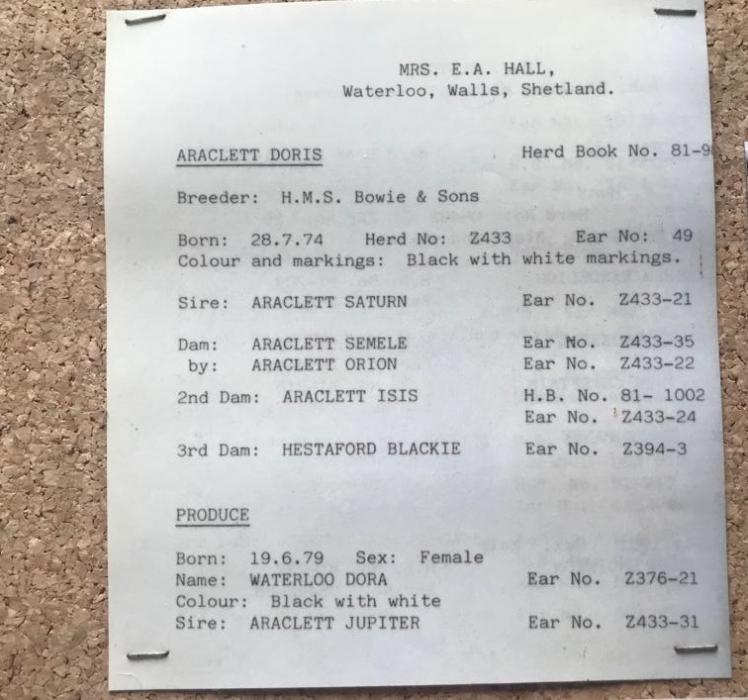 MRS. E.A. HALL,
Waterloo, Walls, Shetland.
ARACLETT DORIS Herd Book No. 81-9
Breeder: H.M.S. Bowie & Sons
Born: 28.7.74 Herd No: Z433 Ear No: 49
Colour and markings: Black with white markings.
Sire: ARACLETT SATURN Ear No. Z433-21
Dam: ARACLETT SEMELE Ear No. Z433-35
by: ARACLETT ORION Ear No. Z433-22
2nd Dam: ARACLETT ISIS H.B. No. 81- 1002
Ear No. Z433-24
3rd Dam: HESTAFORD BLACKIE Ear No. Z394-3
PRODUCE
Born: 19.6.79 Sex: Female
Name: WATERLOO DORA Ear No. Z376-21
Colour: Black with white
Sire: ARACLETT JUPITER Ear No. Z433-31